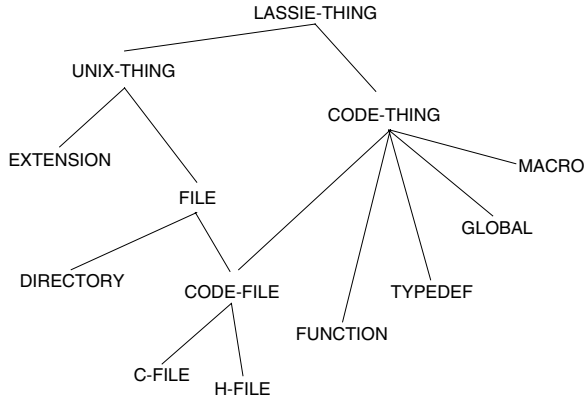 LASSIE-THING
UNIX-THING
CODE-THING
EXTENSION
MACRO
FILE
GLOBAL
DIRECTORY
CODE-FILE
TYPEDEF
FUNCTION
C-FILE
H-FILE